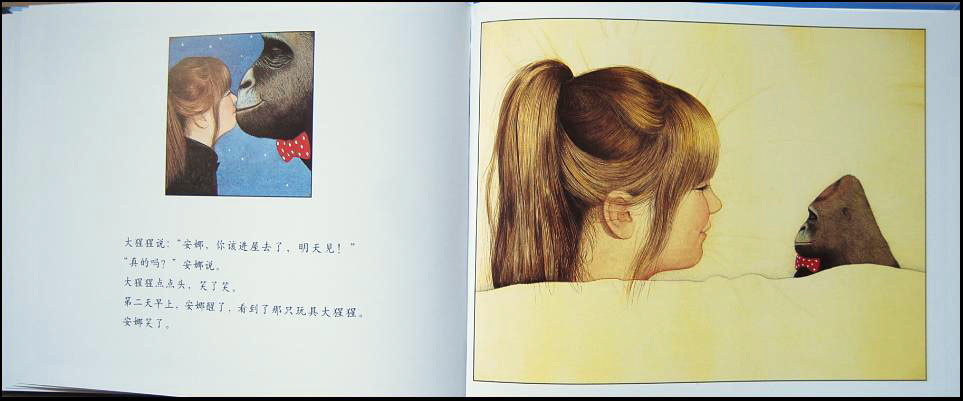 大猩猩说：“安娜，你该进屋去了，明天见！”
“真的吗？”安娜说。
大猩猩点点头，笑了笑。
第二天早上，安娜醒了，看到了那只玩具大猩猩。
安娜笑了。